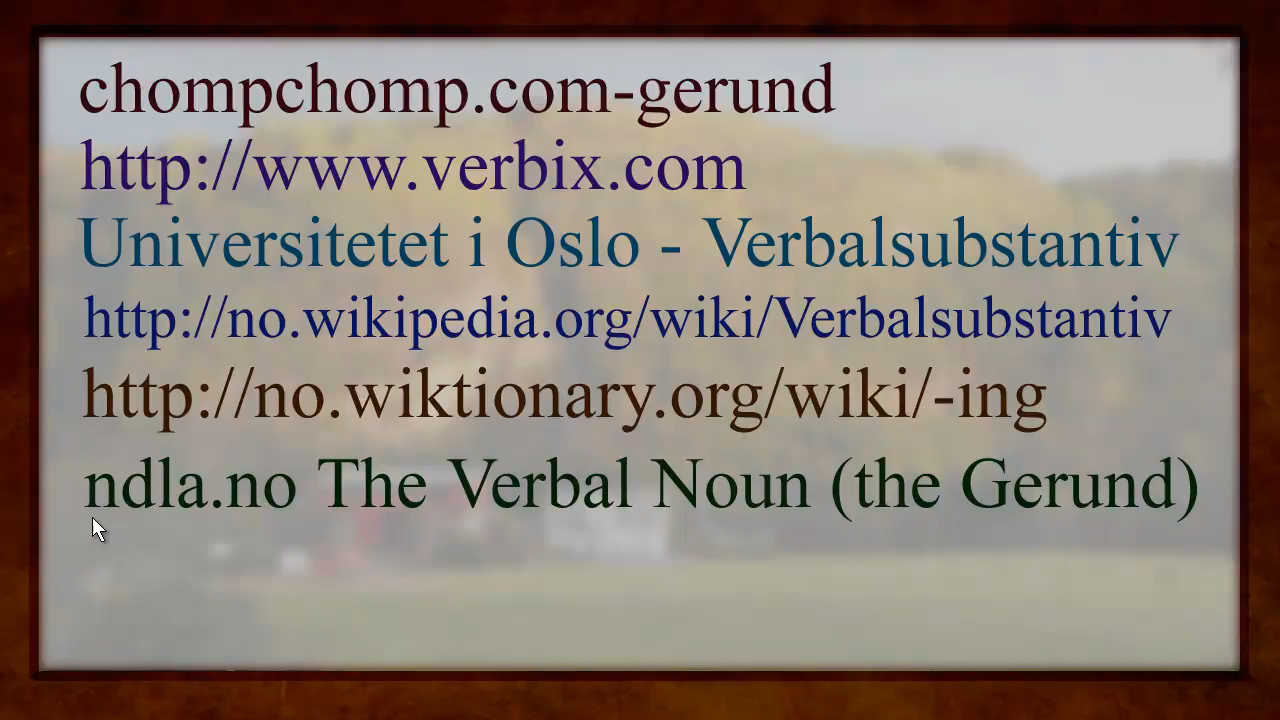 chompchomp.com-gerund
http://www.verbix.com
Universitetet i Oslo - Verbalsubstantiv
http://no.wikipedia.org/wiki/Verbalsubstantiv
http://no.wiktionary.org/wiki/-ing
ndla.no The Verbal Noun (the Gerund)